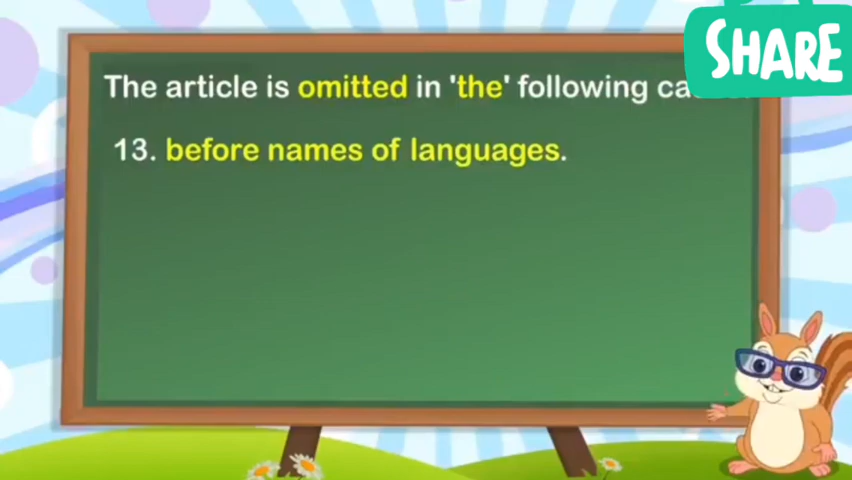 SHARE
The article is omitted in 'the' following
13. before names of languages.